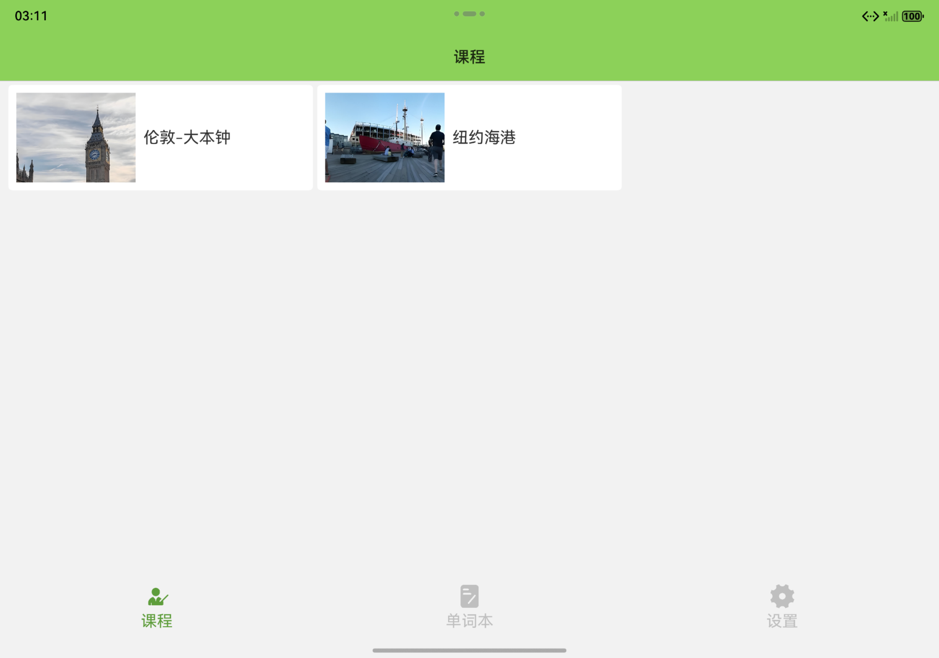 03:11
100
课程
伦敦-大本钟
纽约海港
课程
单词本
设置